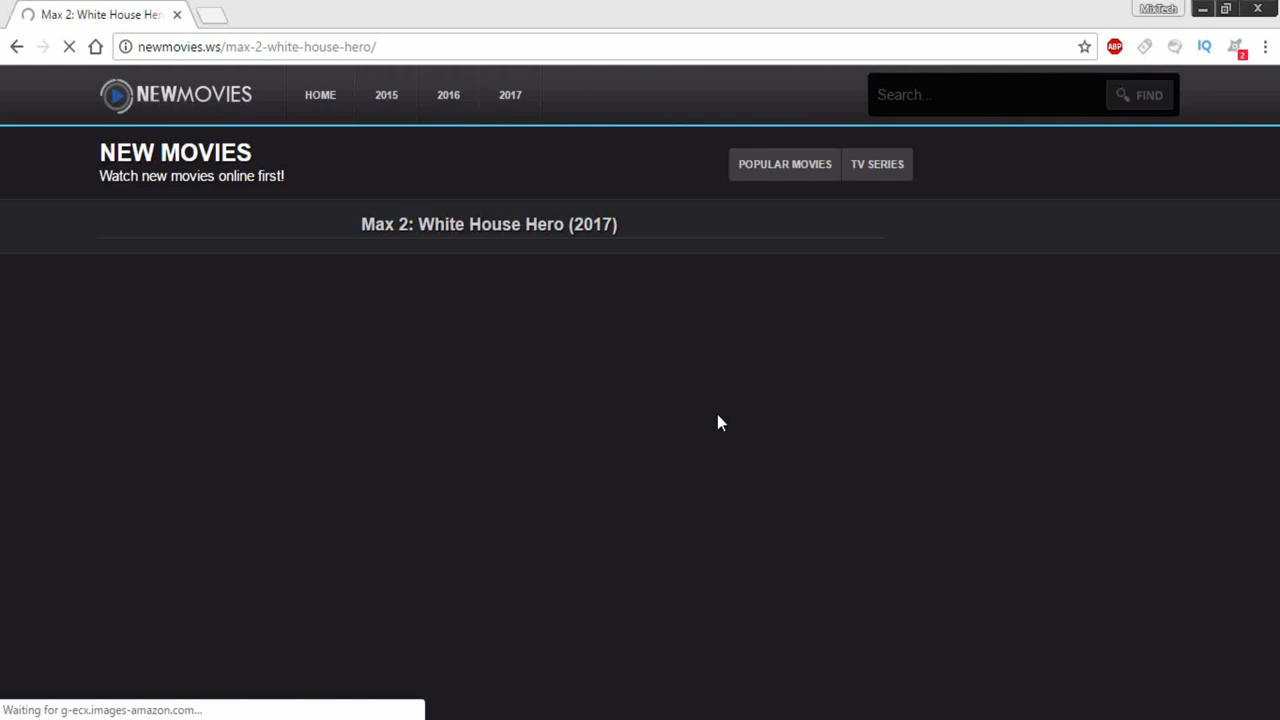 Max 2: White House Her
MixTech
newmovies.ws/max-2-white-house-hero/
ABP
IQ
2
NEWMOVIES
HOME
2015
2016
2017
Search...
FIND
NEW MOVIES
Watch new movies online first!
POPULAR MOVIES
TV SERIES
Max 2: White House Hero (2017)
Waiting for g-ecx.images-amazon.com...